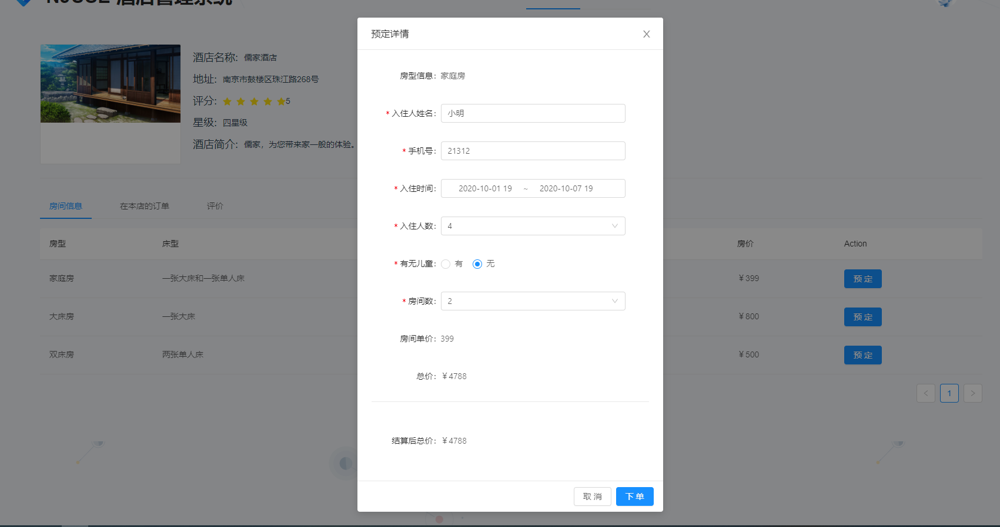 酒店名称：儒家酒店
地址：南京市鼓楼区珠江路268号
评分：5
星级：四星级
酒店简介：儒家，为您带来家一般的体验。
房间信息 在本店的订单 评价
房型 床型 房价 Action
家庭房 一张大床和一张单人床 ￥399 预 定
大床房 一张大床 ￥800 预 定
双床房 两张单人床 ￥500 预 定
< 1 >
预定详情 X
房型信息：家庭房
* 入住人姓名：小明
* 手机号：21312
* 入住时间：2020-10-01 19 ~ 2020-10-07 19
* 入住人数：4
* 有无儿童：有 无
* 房间数：2
房间单价：399
总价：￥4788
结算后总价：￥4788
取 消 下 单